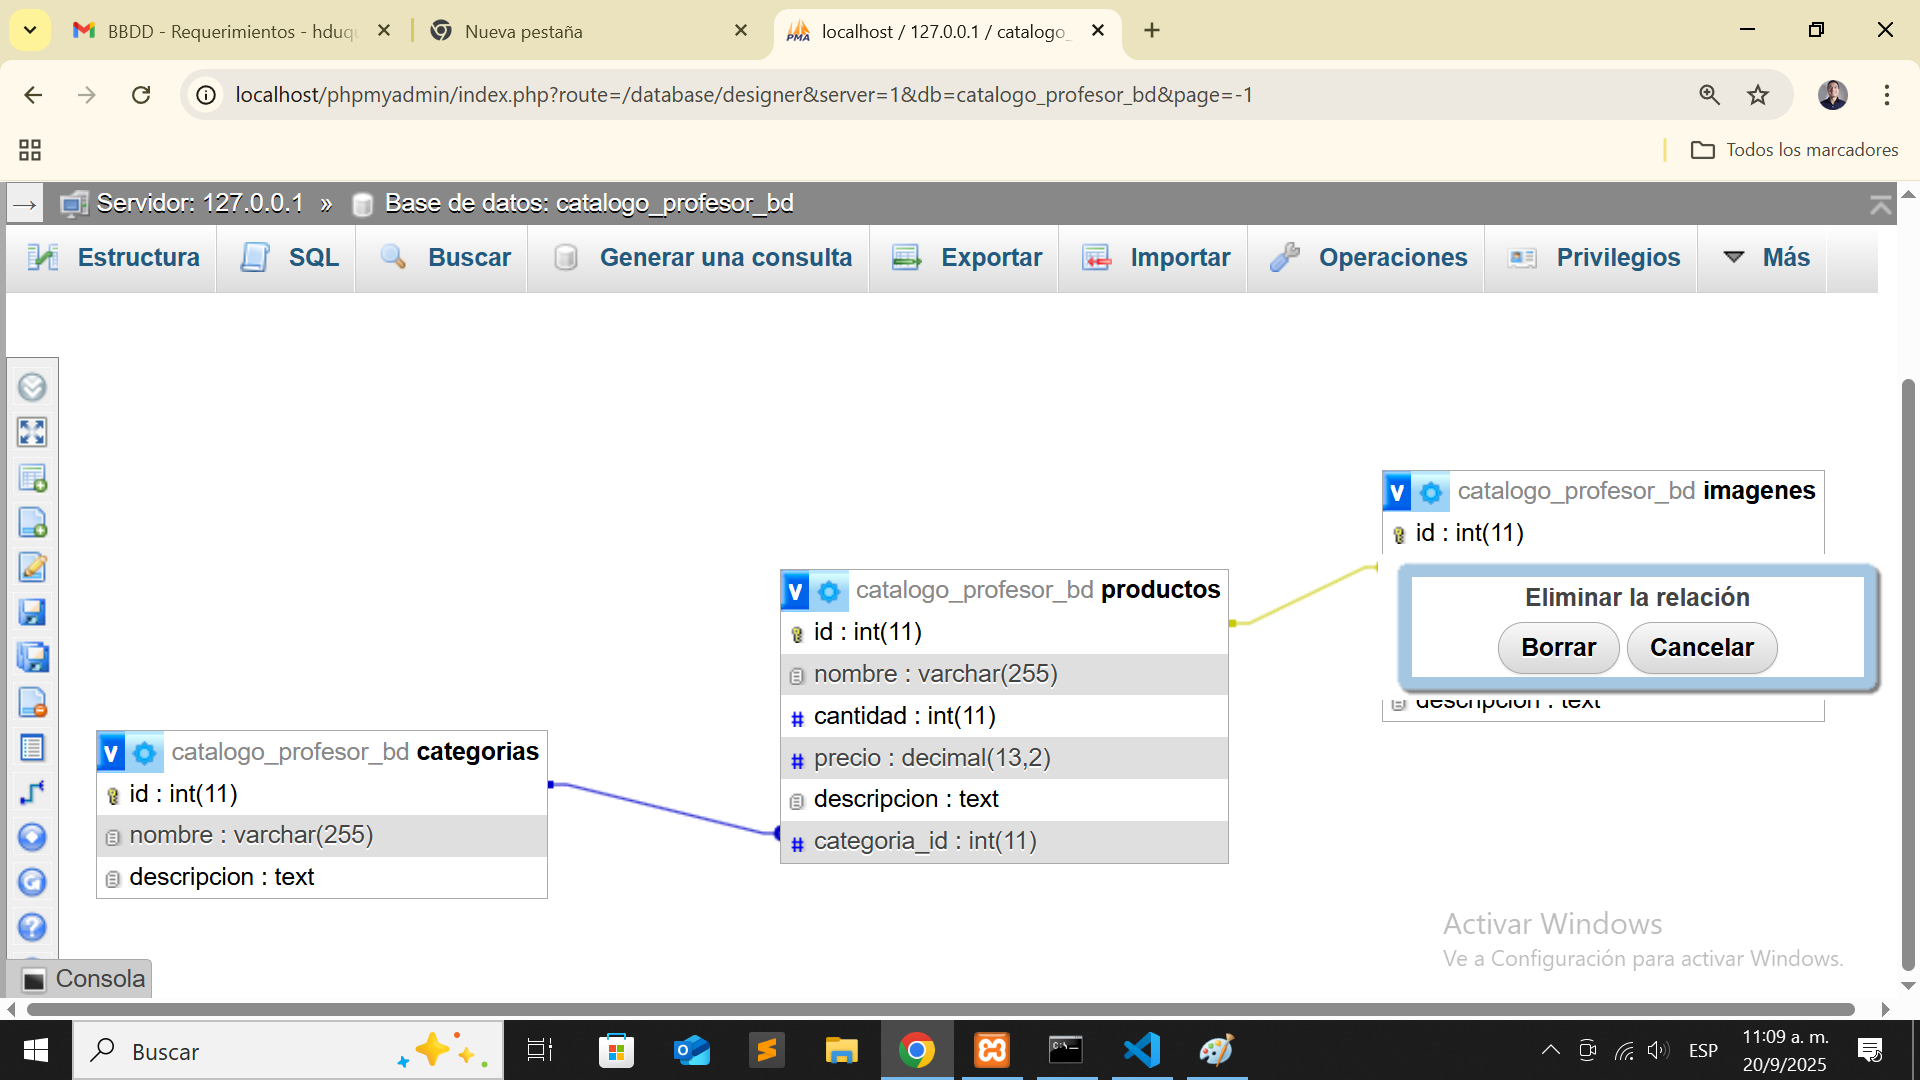 BBDD - Requerimientos - hduqu
Nueva pestaña
localhost / 127.0.0.1 / catalogo_
localhost/phpmyadmin/index.php?route=/database/designer&server=1&db=catalogo_profesor_bd&page=-1
Todos los marcadores
Servidor: 127.0.0.1 » Base de datos: catalogo_profesor_bd
Estructura SQL Buscar Generar una consulta Exportar Importar Operaciones Privilegios Más
v catalogo_profesor_bd imagenes
id : int(11)
Eliminar la relación
Borrar Cancelar
descripcion : text
v catalogo_profesor_bd productos
id : int(11)
nombre : varchar(255)
# cantidad : int(11)
# precio : decimal(13,2)
descripcion : text
# categoria_id : int(11)
v catalogo_profesor_bd categorias
id : int(11)
nombre : varchar(255)
descripcion : text
Activar Windows
Ve a Configuración para activar Windows.
Consola
Buscar
ESP
11:09 a. m.
20/9/2025